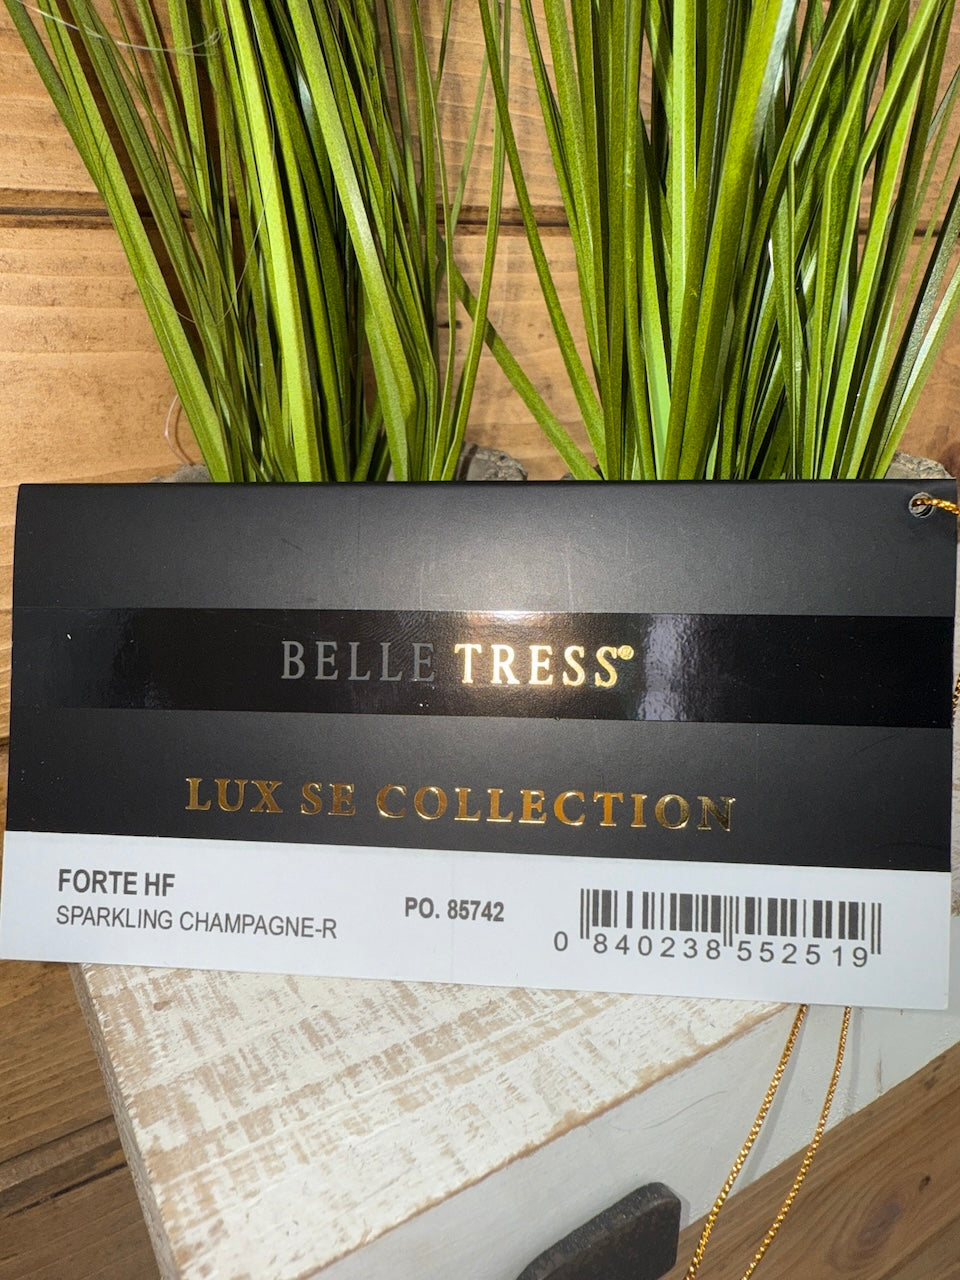 BELLE TRESS®
LUX SE COLLECTION
FORTE HF
SPARKLING CHAMPAGNE-R
PO. 85742
0 840238 552519